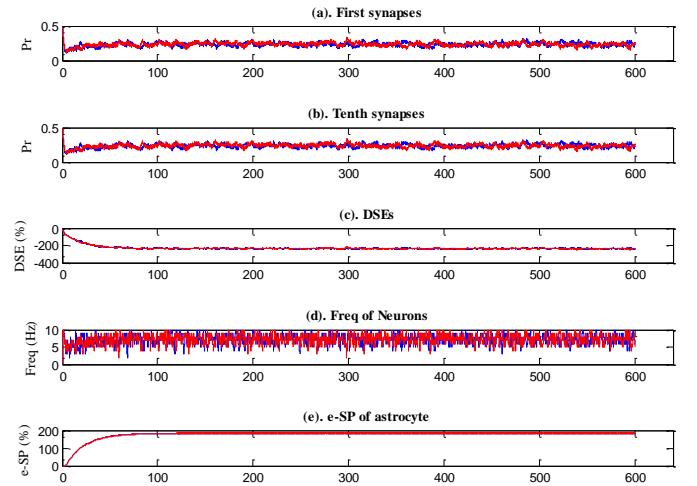 (a). First synapses
0.5
Pr
0
0 100 200 300 400 500 600
(b). Tenth synapses
0.5
Pr
0
0 100 200 300 400 500 600
(c). DSEs
0
DSE (%)
-200
-400
0 100 200 300 400 500 600
(d). Freq of Neurons
10
Freq (Hz)
5
0
0 100 200 300 400 500 600
(e). e-SP of astrocyte
200
e-SP (%)
100
0
0 100 200 300 400 500 600